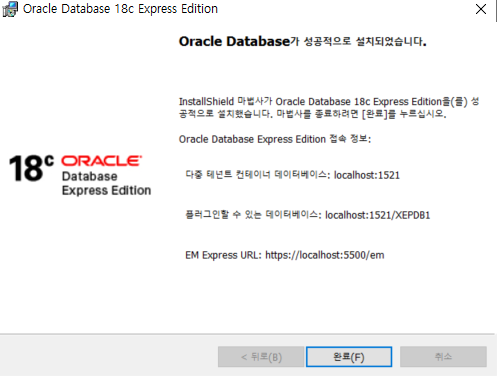 Oracle Database 18c Express Edition
Oracle Database가 성공적으로 설치되었습니다.
InstallShield 마법사가 Oracle Database 18c Express Edition을(를) 성
공적으로 설치했습니다. 마법사를 종료하려면 [완료]를 누르십시오.
Oracle Database Express Edition 접속 정보:
18c ORACLE
Database
Express Edition
다중 테넌트 컨테이너 데이터베이스: localhost:1521
플러그인할 수 있는 데이터베이스: localhost:1521/XEPDB1
EM Express URL: https://localhost:5500/em
< 뒤로(B) 완료(F) 취소